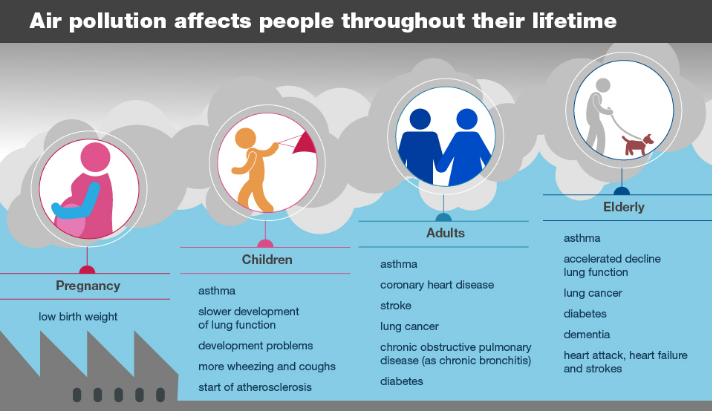 Air pollution affects people throughout their lifetime
Pregnancy
low birth weight
Children
asthma
slower development
of lung function
development problems
more wheezing and coughs
start of atherosclerosis
Adults
asthma
coronary heart disease
stroke
lung cancer
chronic obstructive pulmonary
disease (as chronic bronchitis)
diabetes
Elderly
asthma
accelerated decline
lung function
lung cancer
diabetes
dementia
heart attack, heart failure
and strokes